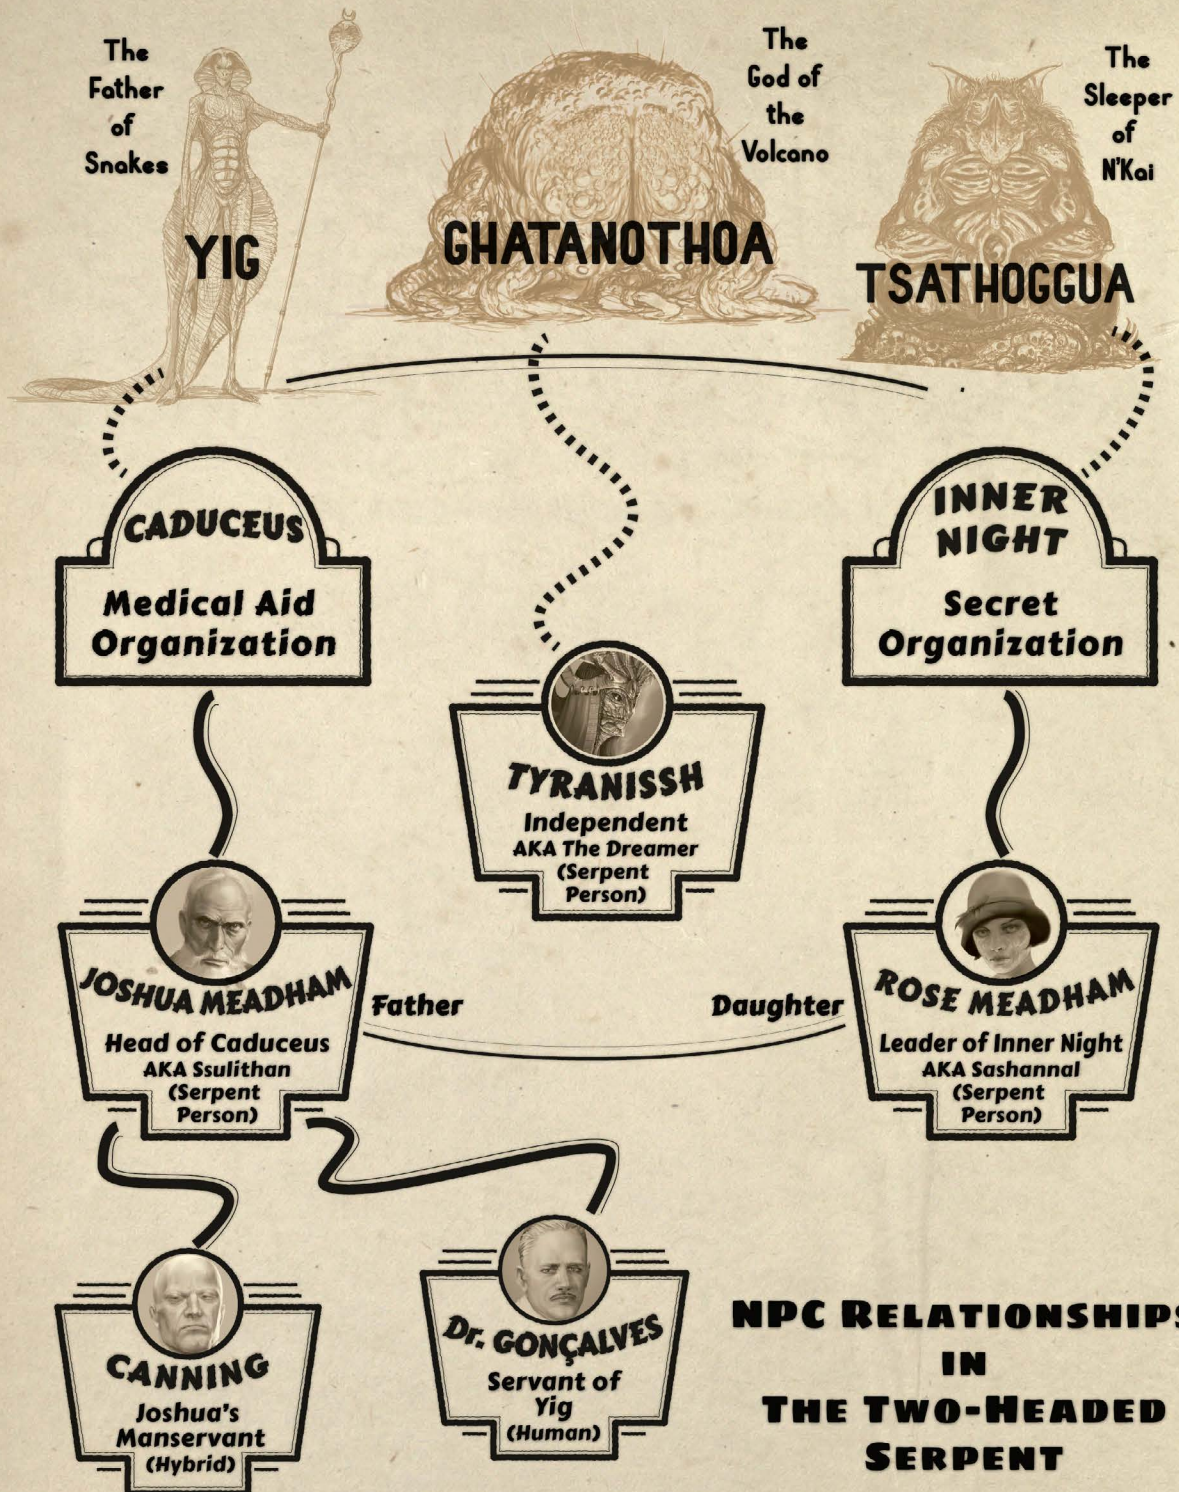 The
Father
of
Snakes
YIG
The
God of
the
Volcano
GHATANOTHOA
The
Sleeper
of
N'Kai
TSATHOGGUA
CADUCEUS
Medical Aid
Organization
INNER
NIGHT
Secret
Organization
TYRANISSH
Independent
AKA The Dreamer
(Serpent
Person)
JOSHUA MEADHAM
Head of Caduceus
AKA Ssulithan
(Serpent
Person)
Father
Daughter
ROSE MEADHAM
Leader of Inner Night
AKA Sashannal
(Serpent
Person)
CANNING
Joshua's
Manservant
(Hybrid)
Dr. GONÇALVES
Servant of
Yig
(Human)
NPC RELATIONSHIPS
IN
THE TWO-HEADED
SERPENT